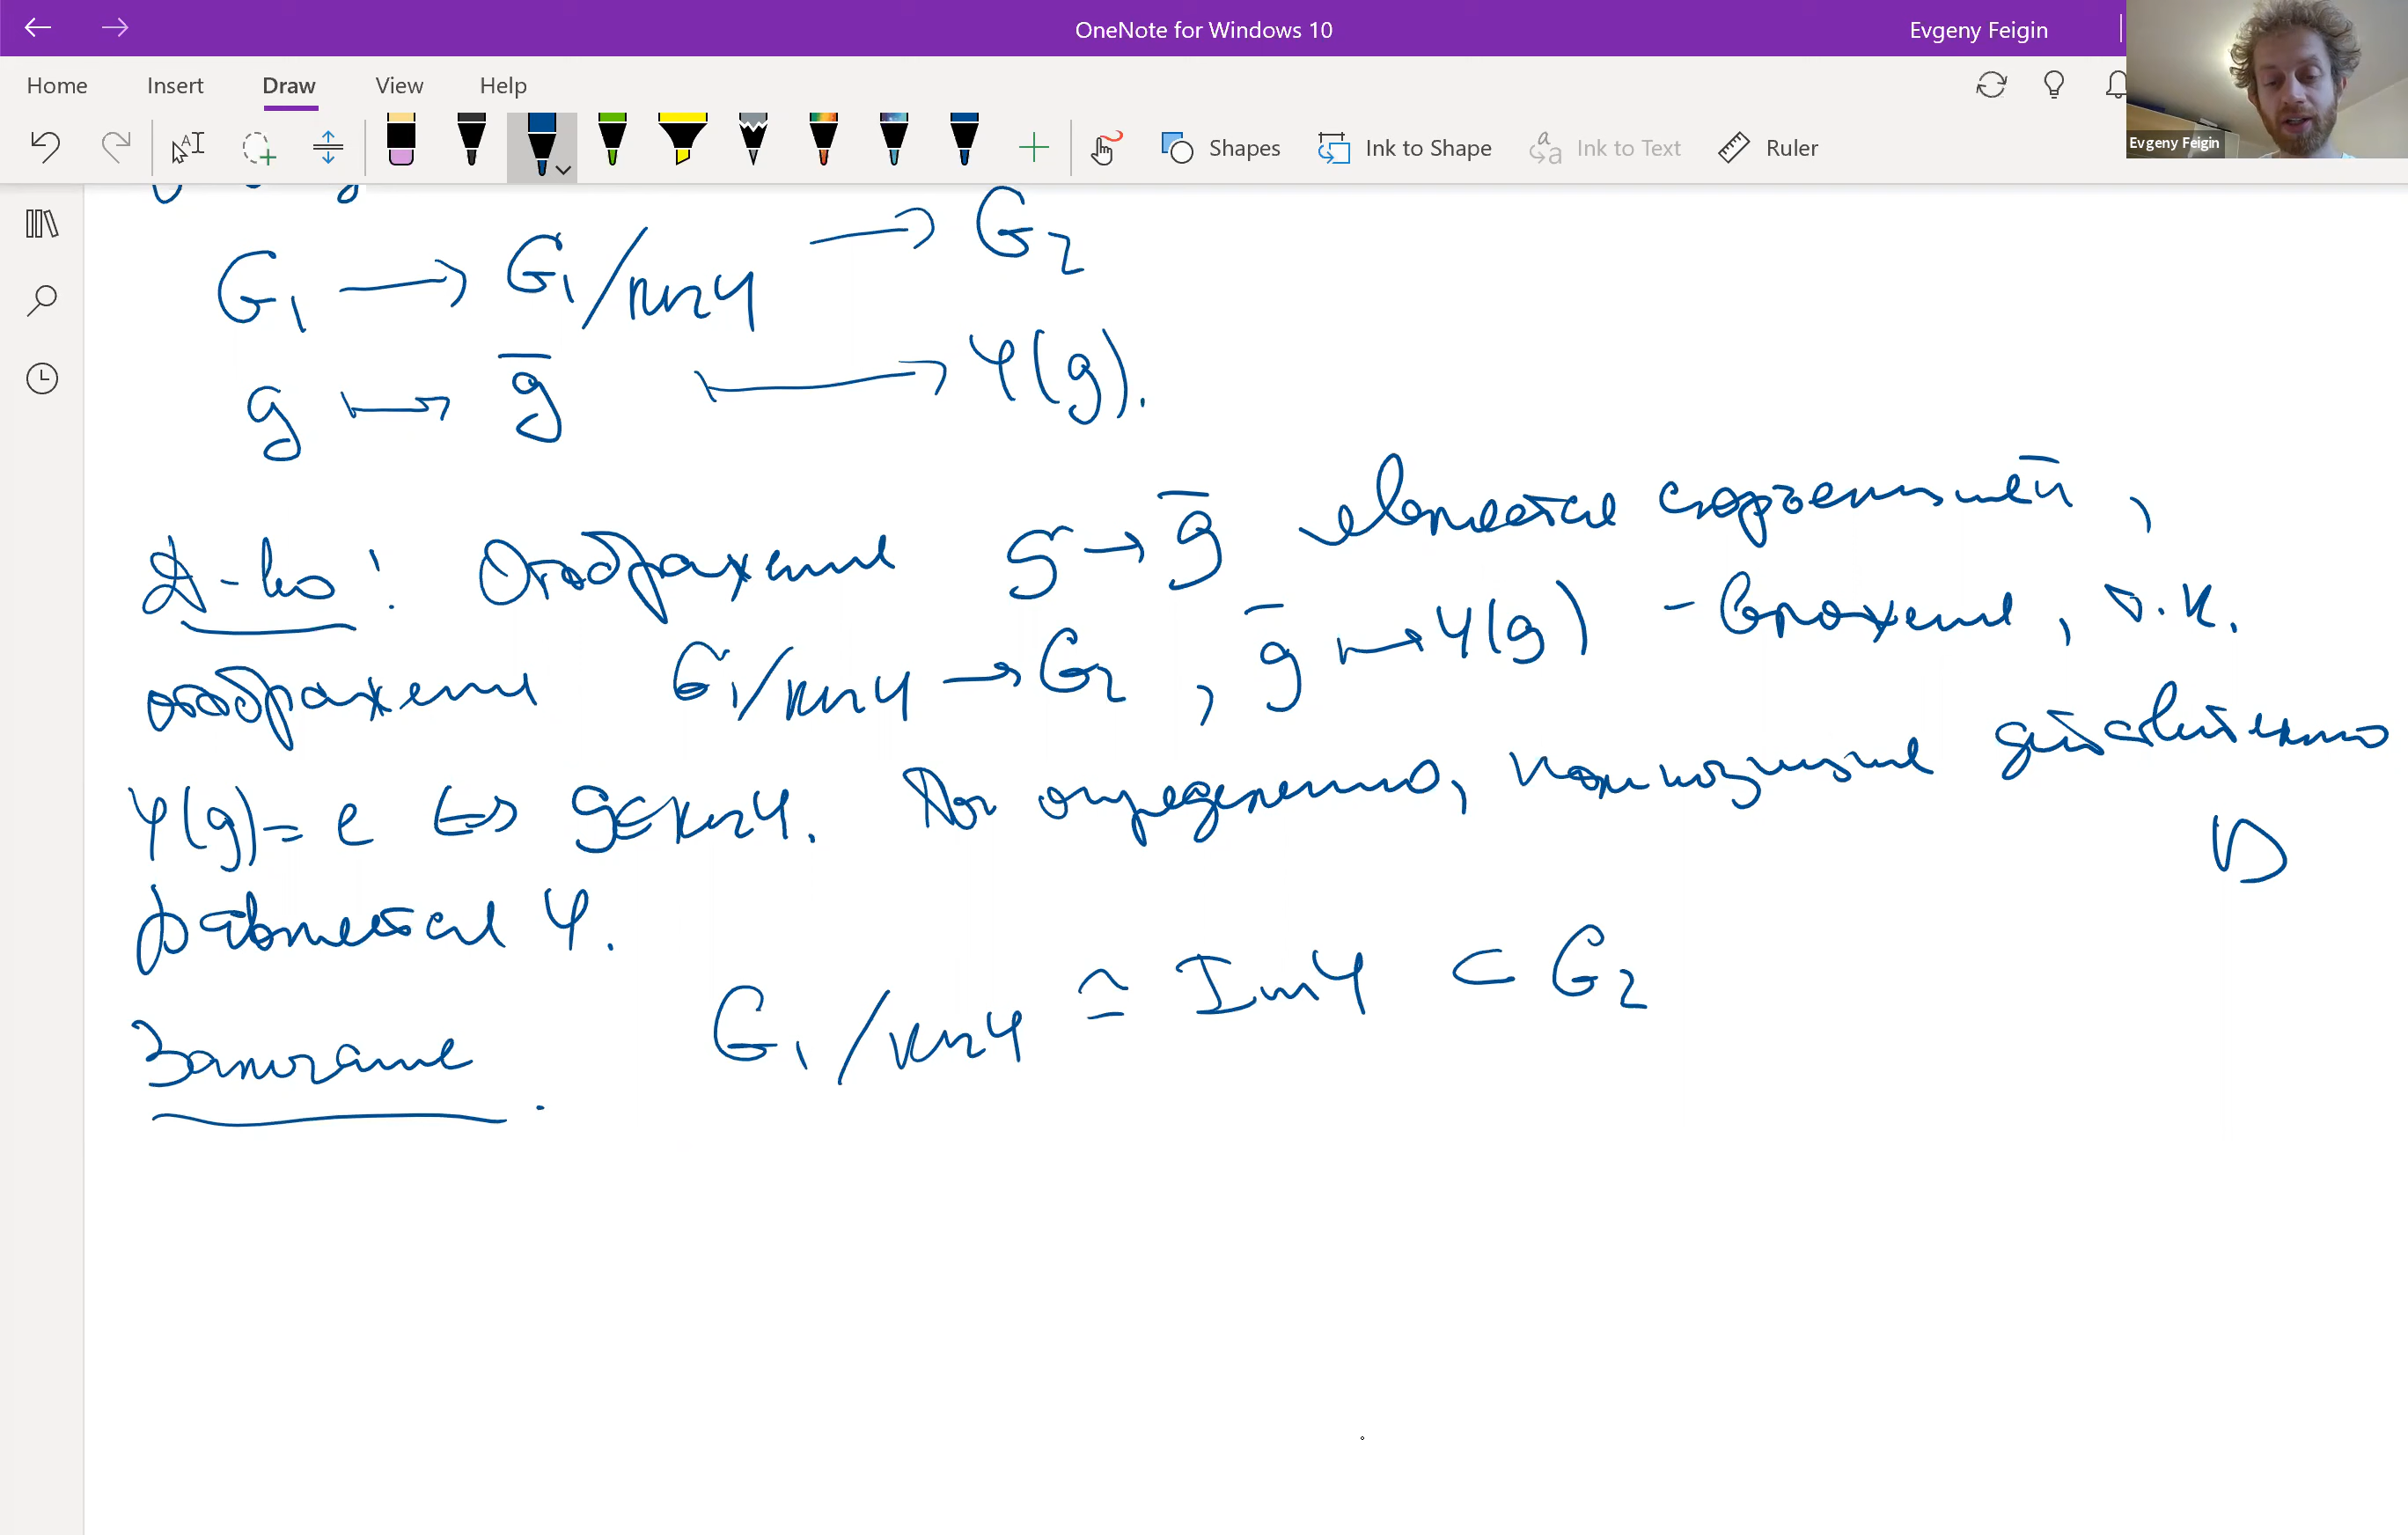 OneNote for Windows 10
Evgeny Feigin
Home Insert Draw View Help
Shapes Ink to Shape Ink to Text Ruler
Evgeny Feigin
G₁ → G₁/ker φ → G₂
g ↦ ḡ ↦ φ(g).
Д-во: Отображение g → ḡ является сюръекцией,
отображение G₁/ker φ → G₂, ḡ ↦ φ(g) – вложение, т.к.
φ(g) = e ⇔ g ∈ ker φ. По определению, композиция действительно
равняется φ.
Замечание. G₁/ker φ ≅ Im φ ⊂ G₂